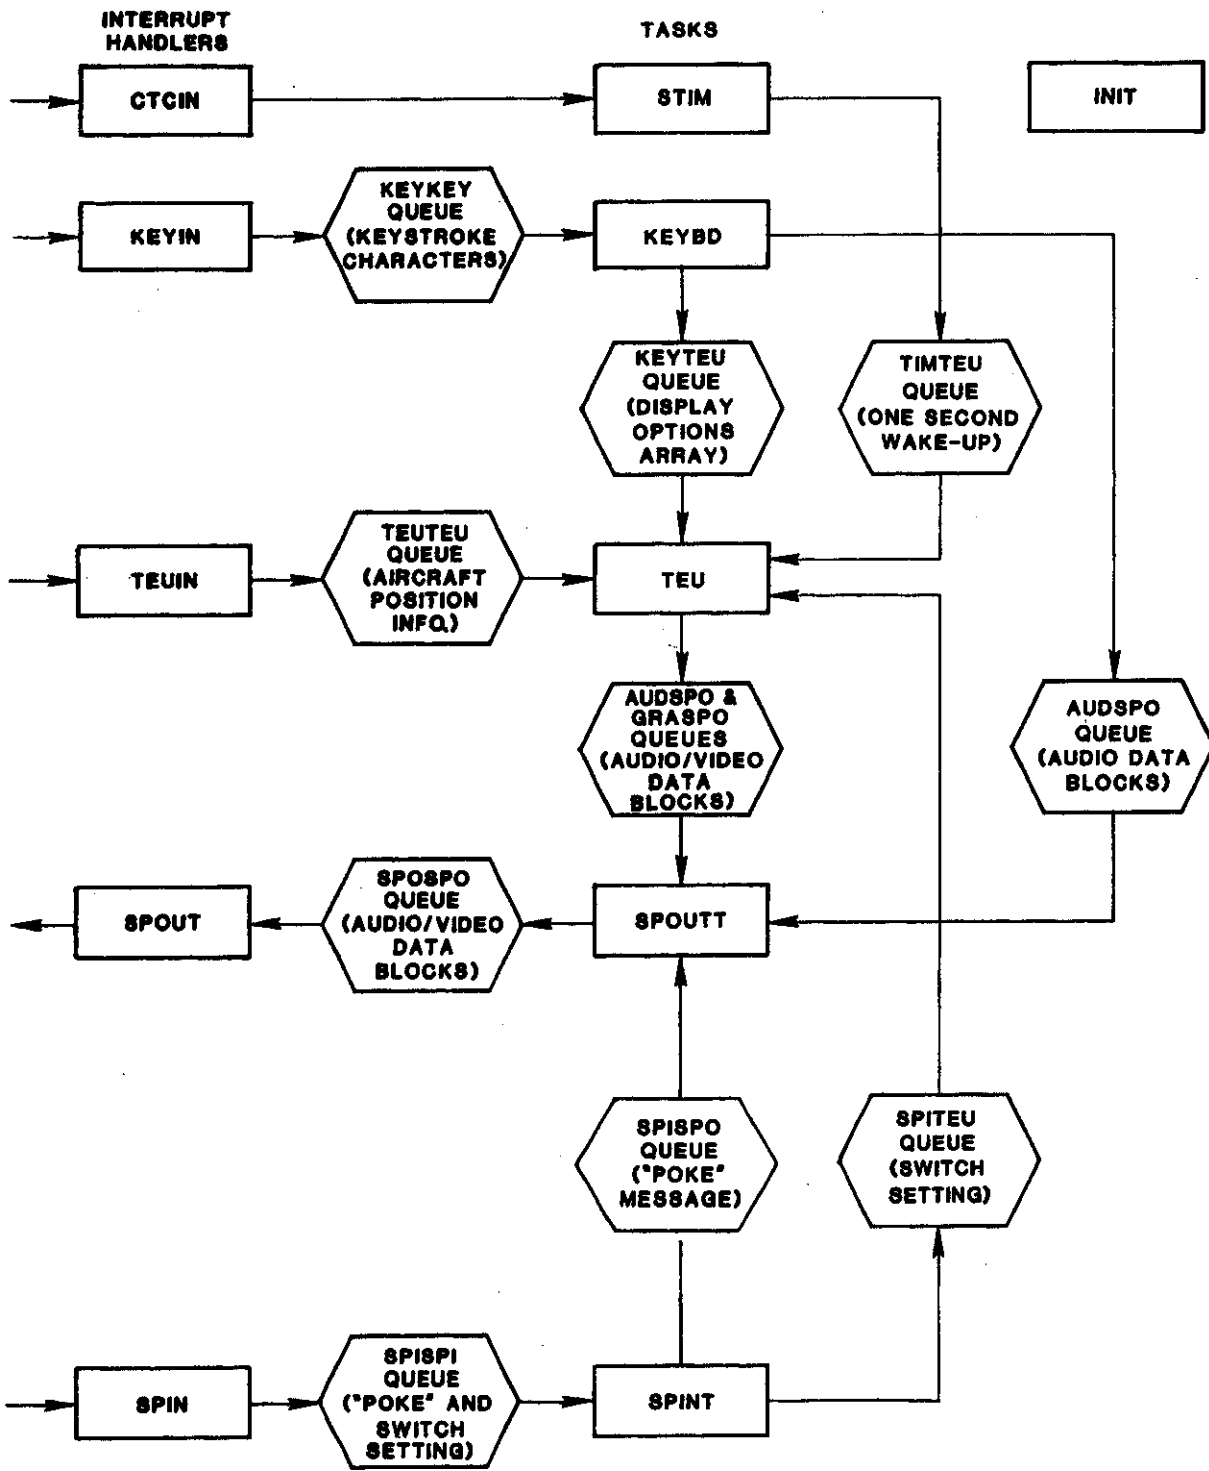 INTERRUPT
HANDLERS
TASKS
CTCIN
STIM
INIT
KEYIN
KEYKEY
QUEUE
(KEYSTROKE
CHARACTERS)
KEYBD
KEYTEU
QUEUE
(DISPLAY
OPTIONS
ARRAY)
TIMTEU
QUEUE
(ONE SECOND
WAKE-UP)
TEUIN
TEUTEU
QUEUE
(AIRCRAFT
POSITION
INFO.)
TEU
AUDSPO &
GRASPO
QUEUES
(AUDIO/VIDEO
DATA
BLOCKS)
AUDSPO
QUEUE
(AUDIO DATA
BLOCKS)
SPOUT
SPOSPO
QUEUE
(AUDIO/VIDEO
DATA
BLOCKS)
SPOUTT
SPISPO
QUEUE
("POKE"
MESSAGE)
SPITEU
QUEUE
(SWITCH
SETTING)
SPIN
SPISPI
QUEUE
("POKE" AND
SWITCH
SETTING)
SPINT